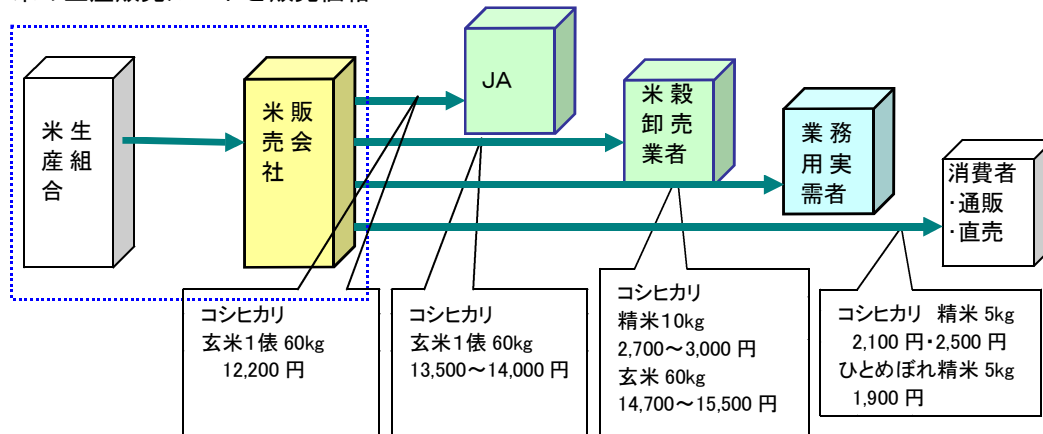 米生
産組
合
米販
売会
社
JA
米穀
卸売
業者
業務
用実
需者
消費者
・通販
・直売
コシヒカリ
玄米1俵 60kg
12,200 円
コシヒカリ
玄米1俵 60kg
13,500～14,000 円
コシヒカリ
精米10kg
2,700～3,000 円
玄米 60kg
14,700～15,500 円
コシヒカリ 精米 5kg
2,100 円・2,500 円
ひとめぼれ精米 5kg
1,900 円